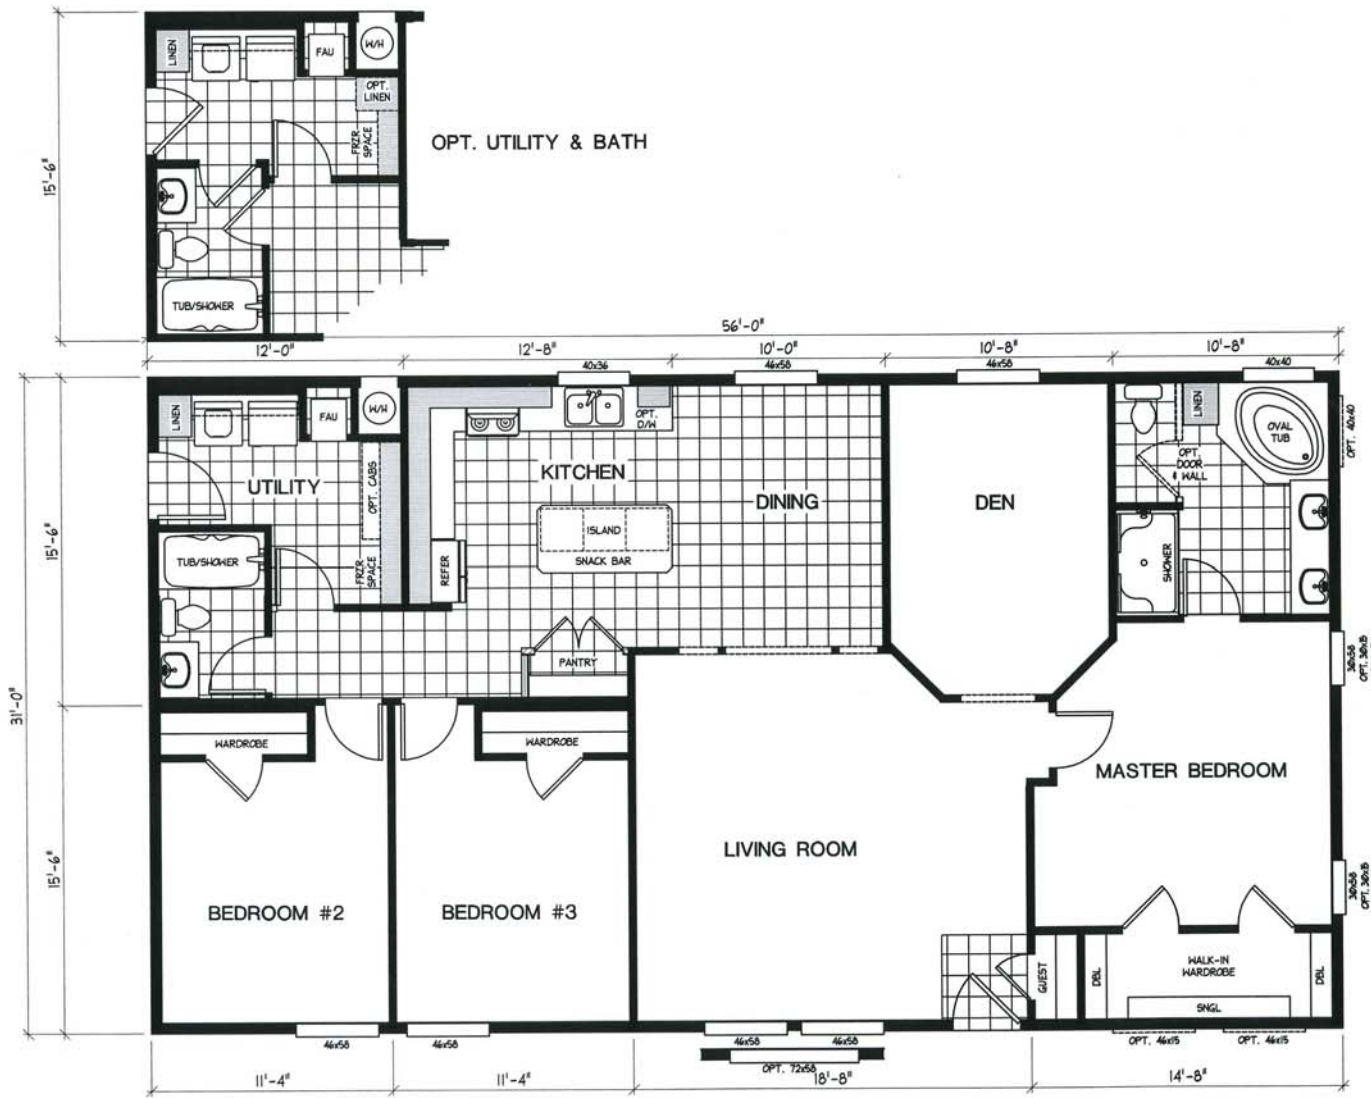 LINEN
FAU
W/H
OPT.
LINEN
FRZR
SPACE
OPT. UTILITY & BATH
15'-6"
TUB/SHOWER
56'-0"
12'-0"
12'-8"
10'-0"
10'-8"
10'-8"
40x36
46x58
46x58
40x40
LINEN
FAU
W/H
OPT.
D/W
LINEN
OVAL
TUB
OPT. 40x40
UTILITY
OPT. CABS
KITCHEN
DINING
DEN
OPT.
DOOR
& WALL
ISLAND
SNACK BAR
15'-6"
TUB/SHOWER
FRZR
SPACE
REFER
SHOWER
PANTRY
30x58
OPT. 30x15
31'-0"
WARDROBE
WARDROBE
MASTER BEDROOM
LIVING ROOM
15'-6"
BEDROOM #2
BEDROOM #3
30x58
OPT. 30x15
GUEST
DBL
WALK-IN
WARDROBE
SNGL
DBL
46x58
46x58
46x58
46x58
OPT. 46x15
OPT. 46x15
OPT. 72x58
11'-4"
11'-4"
18'-8"
14'-8"